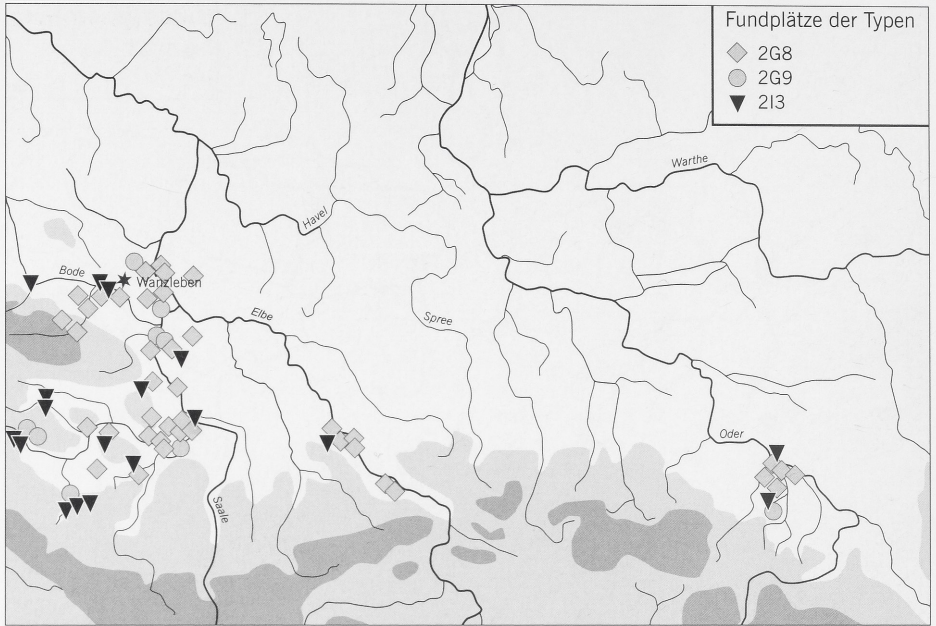 Fundplätze der Typen
2G8
2G9
2I3
Warthe
Havel
Bode
Wanzleben
Elbe
Spree
Oder
Saale